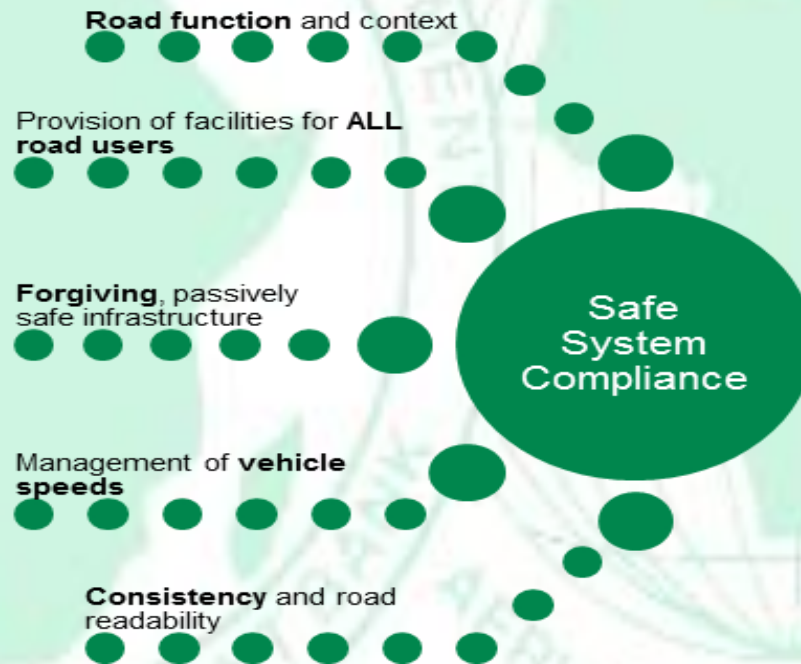 Road function and context
Provision of facilities for ALL
road users
Forgiving, passively
safe infrastructure
Safe
System
Compliance
Management of vehicle
speeds
Consistency and road
readability